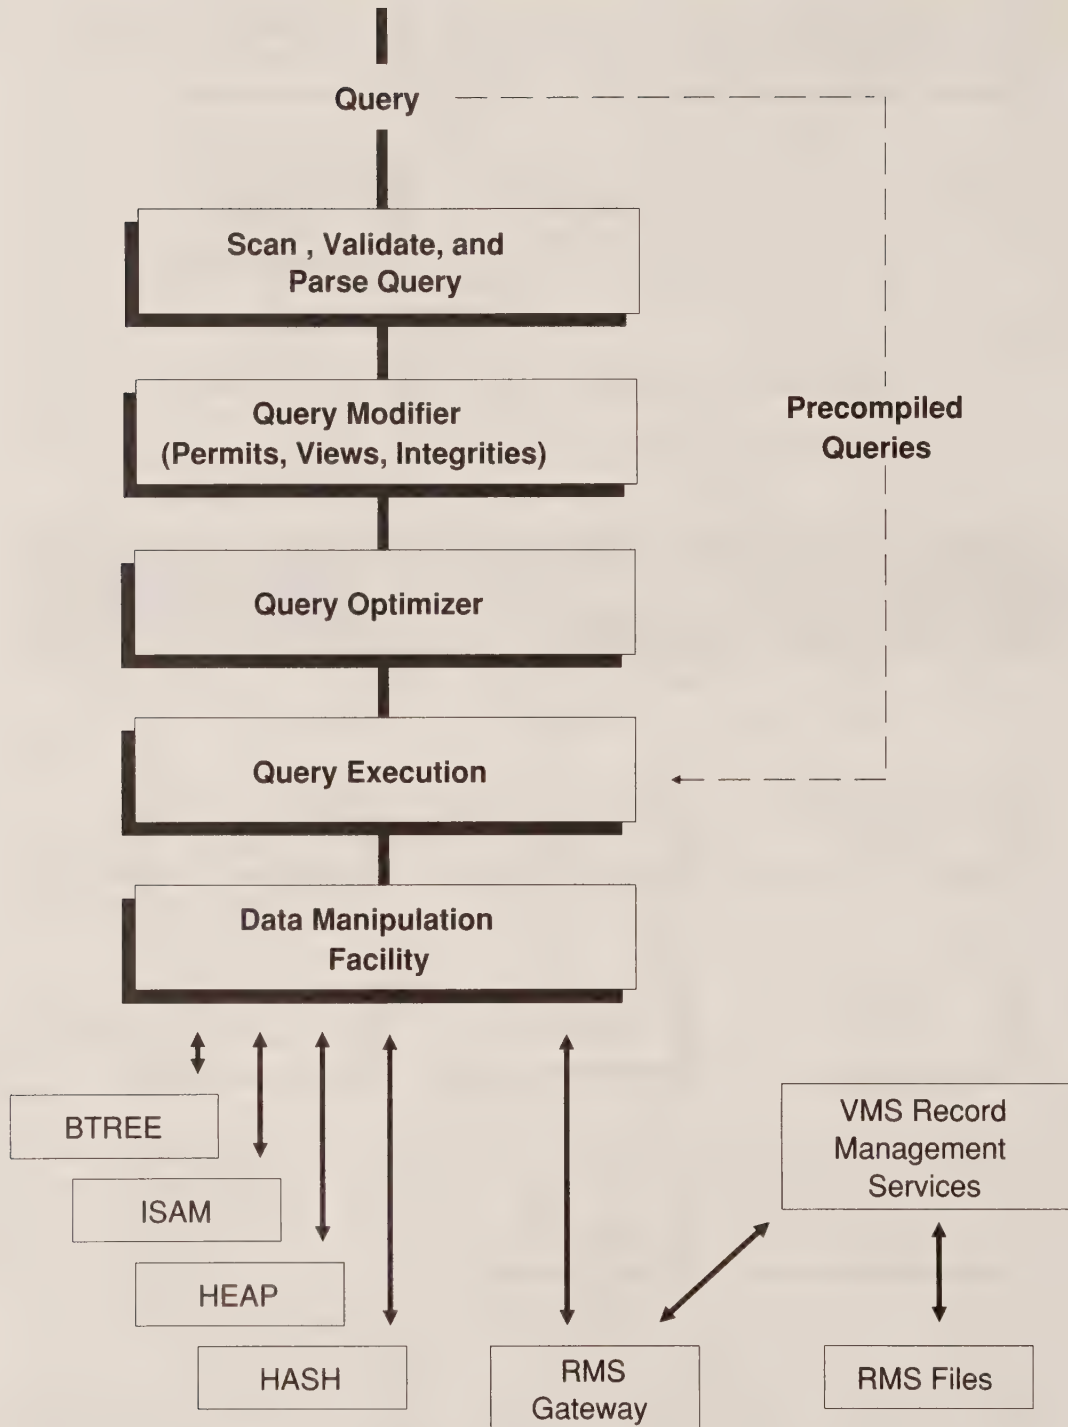 Query
Scan , Validate, and
Parse Query
Query Modifier
(Permits, Views, Integrities)
Precompiled
Queries
Query Optimizer
Query Execution
Data Manipulation
Facility
BTREE
ISAM
HEAP
HASH
RMS
Gateway
VMS Record
Management
Services
RMS Files